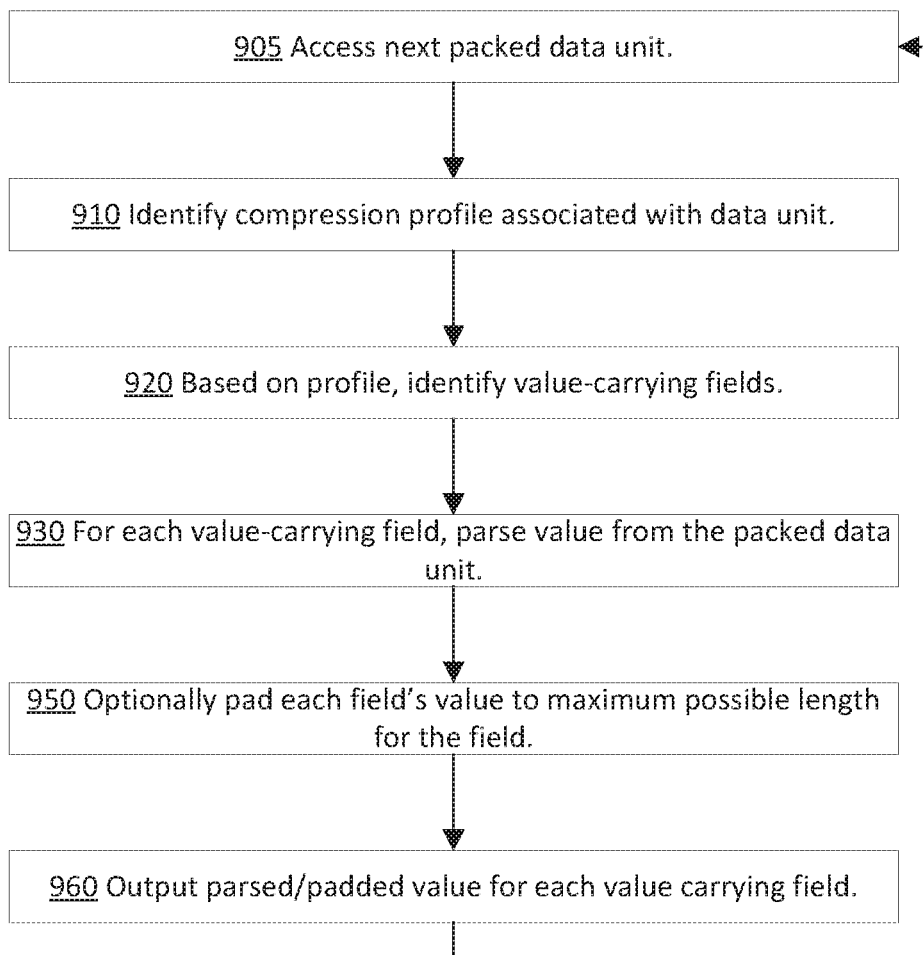 905 Access next packed data unit.
910 Identify compression profile associated with data unit.
920 Based on profile, identify value-carrying fields.
930 For each value-carrying field, parse value from the packed data
unit.
950 Optionally pad each field's value to maximum possible length
for the field.
960 Output parsed/padded value for each value carrying field.